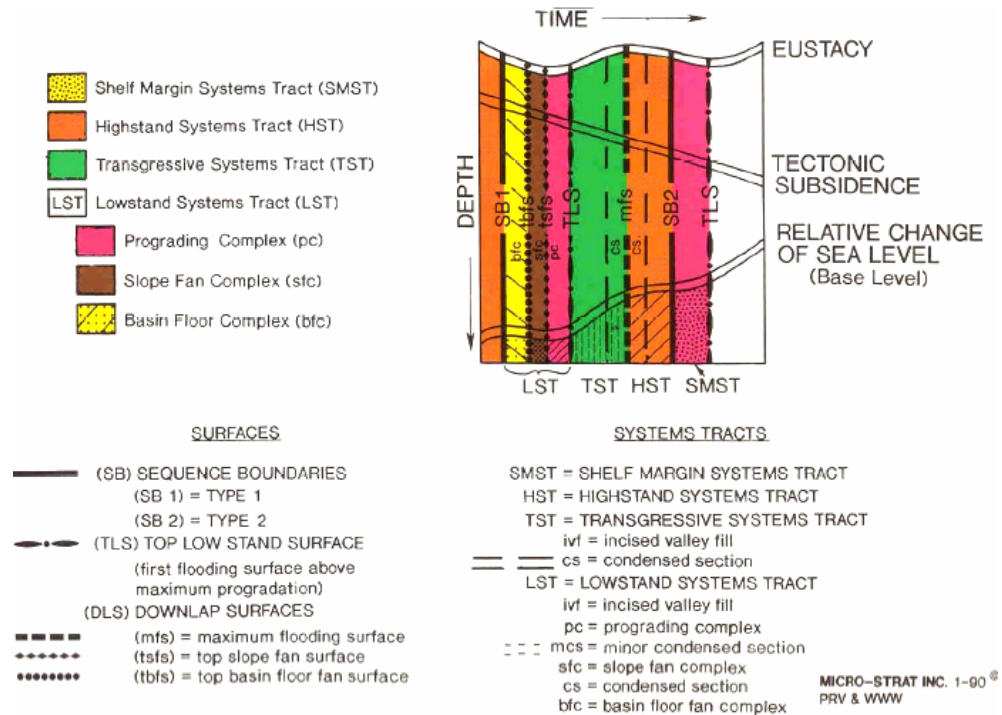 TIME
EUSTACY
Shelf Margin Systems Tract (SMST)
Highstand Systems Tract (HST)
Transgressive Systems Tract (TST)
LST Lowstand Systems Tract (LST)
Prograding Complex (pc)
Slope Fan Complex (sfc)
Basin Floor Complex (bfc)
DEPTH
SB1
tbfs
tsfs
TLS
mfs
SB2
TLS
bfc
sfc
pc
cs
cs.
TECTONIC
SUBSIDENCE
RELATIVE CHANGE
OF SEA LEVEL
(Base Level)
LST TST HST SMST
SURFACES
(SB) SEQUENCE BOUNDARIES
(SB 1) = TYPE 1
(SB 2) = TYPE 2
(TLS) TOP LOW STAND SURFACE
(first flooding surface above
maximum progradation)
(DLS) DOWNLAP SURFACES
(mfs) = maximum flooding surface
(tsfs) = top slope fan surface
(tbfs) = top basin floor fan surface
SYSTEMS TRACTS
SMST = SHELF MARGIN SYSTEMS TRACT
HST = HIGHSTAND SYSTEMS TRACT
TST = TRANSGRESSIVE SYSTEMS TRACT
ivf = incised valley fill
cs = condensed section
LST = LOWSTAND SYSTEMS TRACT
ivf = incised valley fill
pc = prograding complex
mcs = minor condensed section
sfc = slope fan complex
cs = condensed section
bfc = basin floor fan complex
MICRO-STRAT INC. 1-90 ©
PRV & WWW